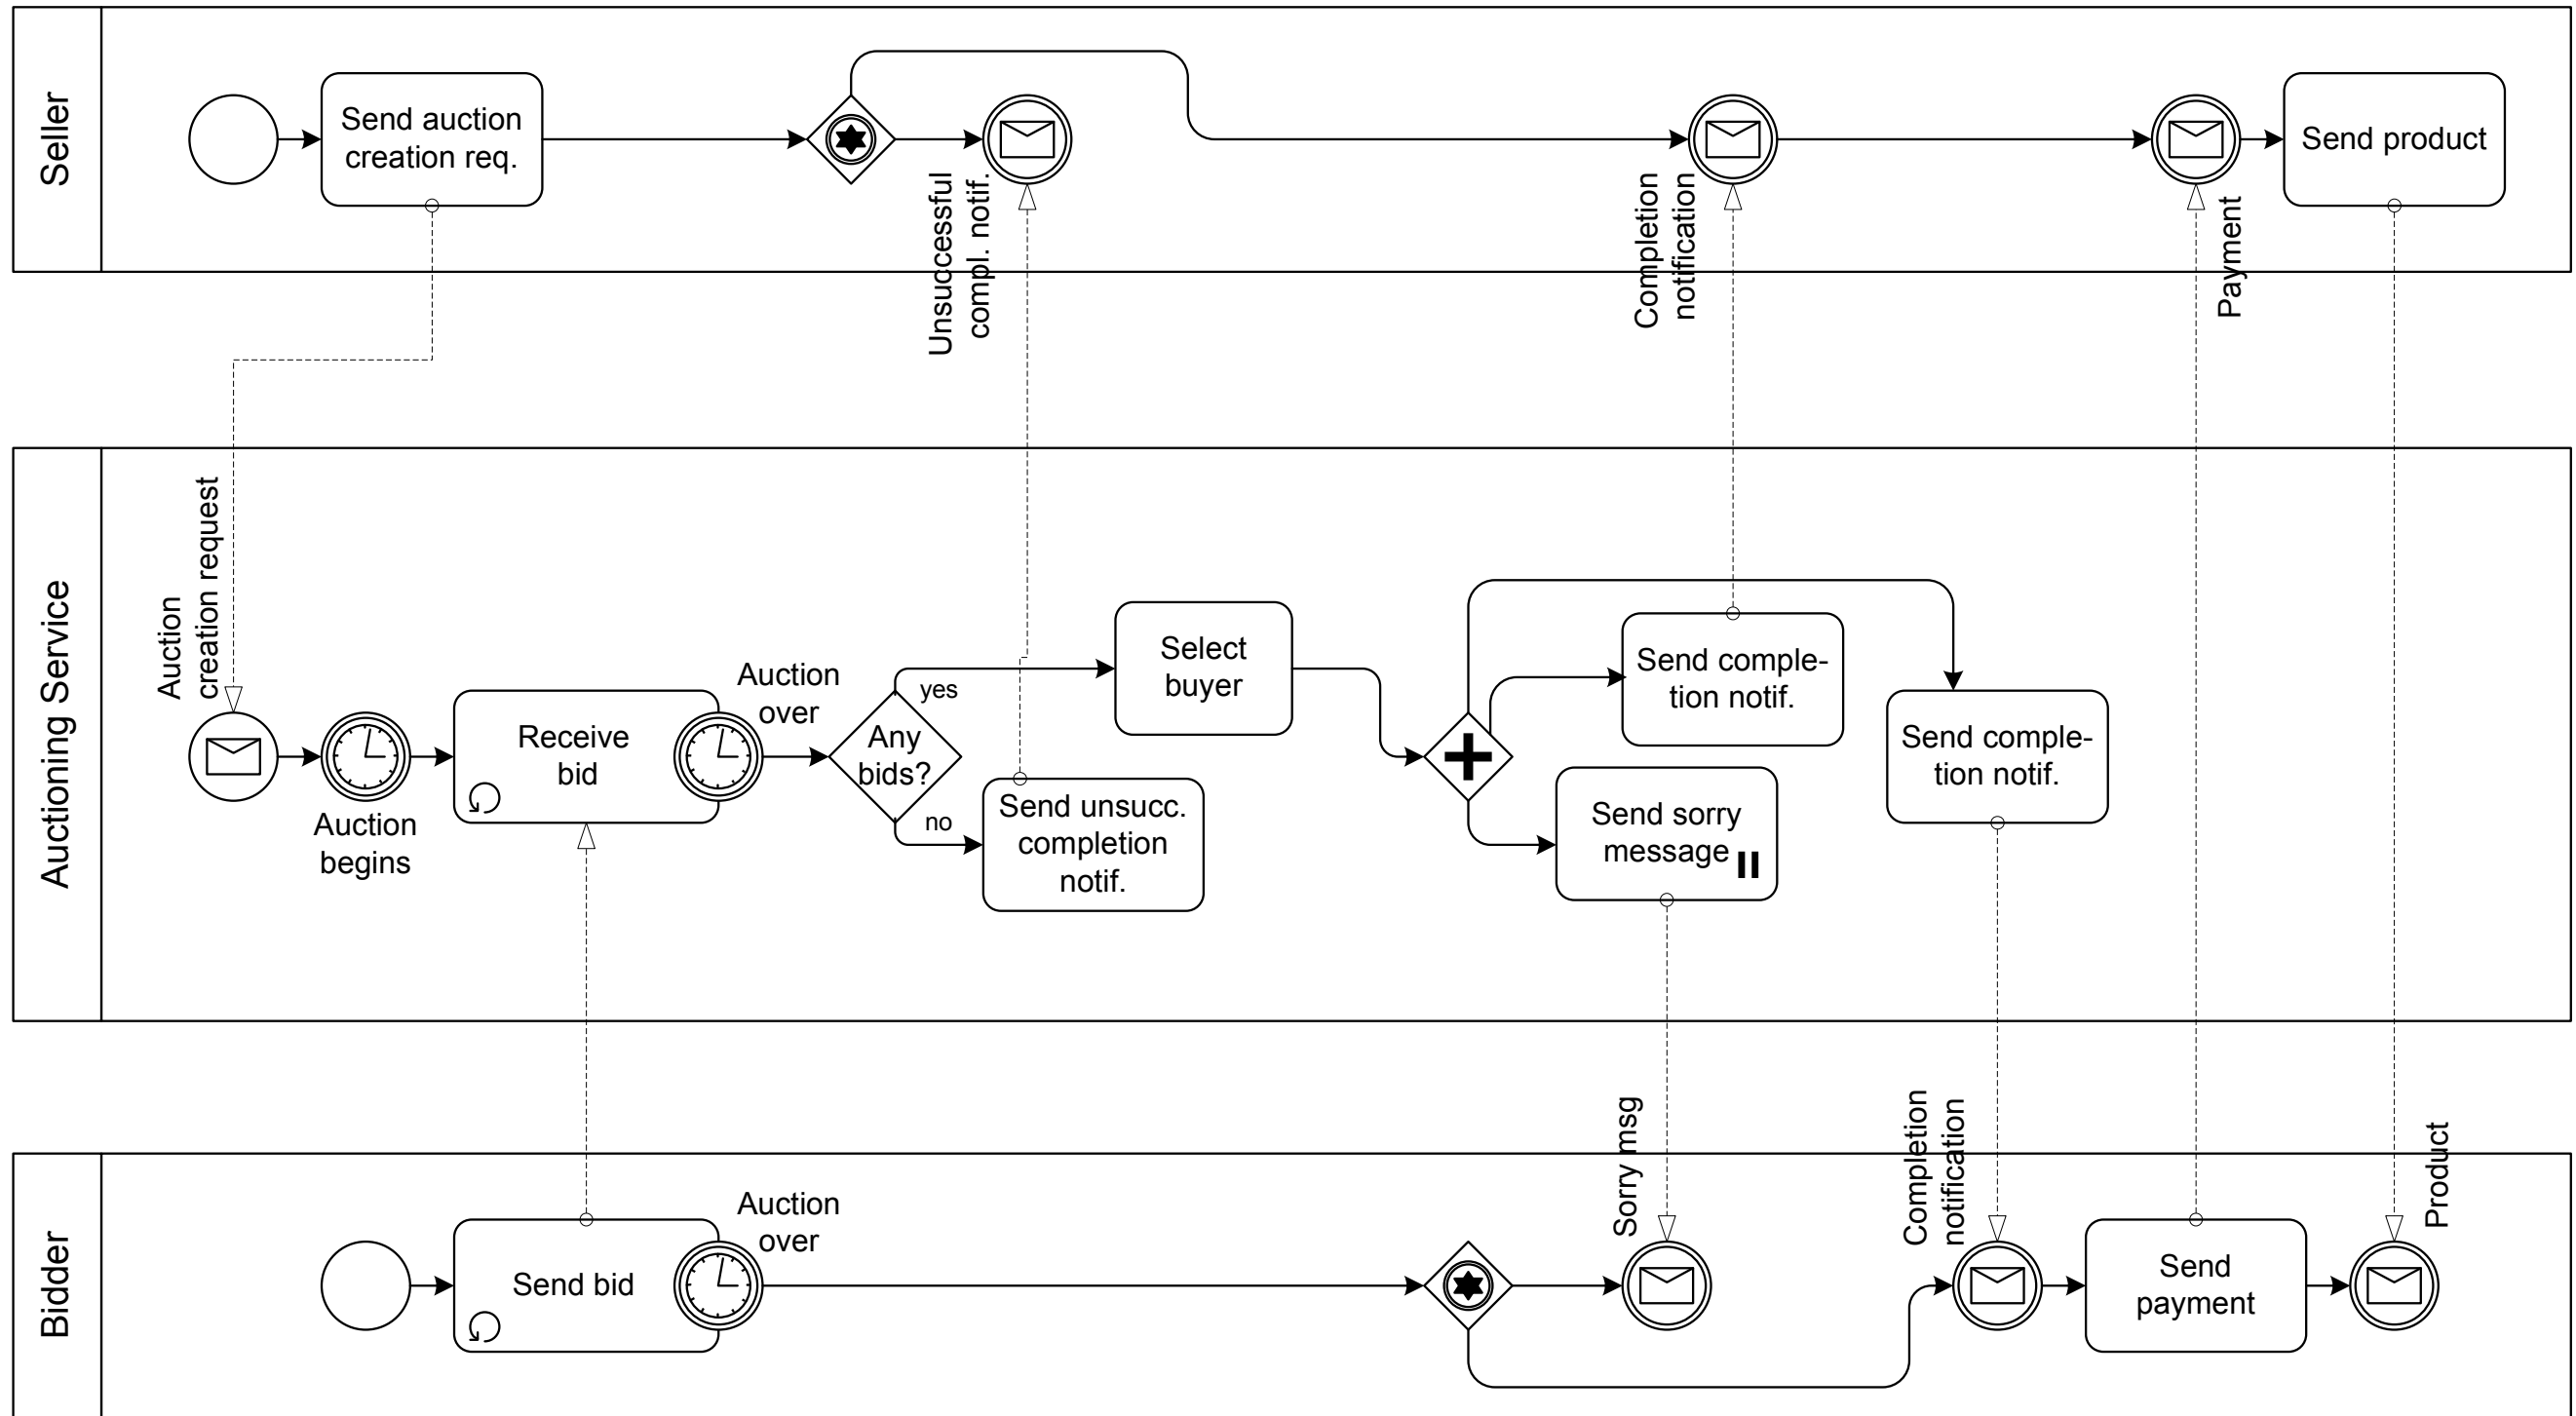 Seller
Send auction
creation req.
Unsuccessful
compl. notif.
Completion
notification
Payment
Send product
Auctioning Service
Auction
creation request
Auction
begins
Receive
bid
Auction
over
Any
bids?
yes
no
Select
buyer
Send unsucc.
completion
notif.
Send comple-
tion notif.
Send sorry
message
Send comple-
tion notif.
Bidder
Send bid
Auction
over
Sorry msg
Completion
notification
Send
payment
Product